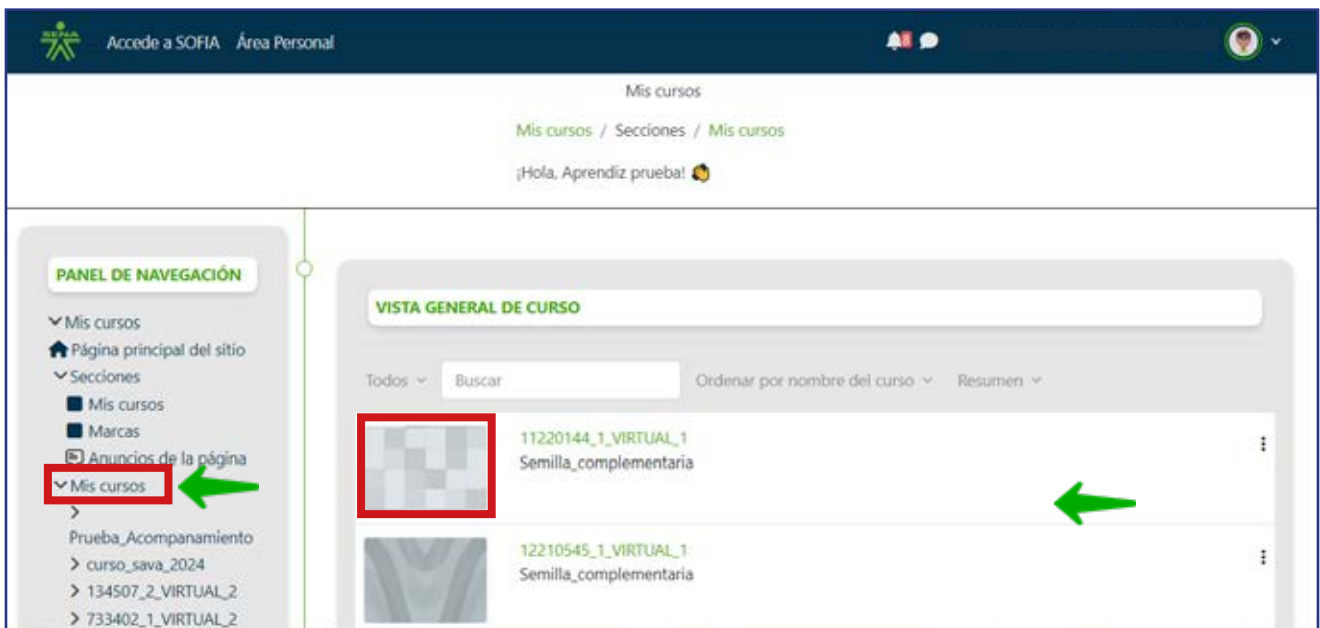 SENA
Accede a SOFIA Área Personal
8
Mis cursos
Mis cursos / Secciones / Mis cursos
¡Hola, Aprendiz prueba!
PANEL DE NAVEGACIÓN
Mis cursos
Página principal del sitio
Secciones
Mis cursos
Marcas
Anuncios de la página
Mis cursos
Prueba_Acompanamiento
curso_sava_2024
134507_2_VIRTUAL_2
733402_1_VIRTUAL_2
VISTA GENERAL DE CURSO
Todos Buscar Ordenar por nombre del curso Resumen
11220144_1_VIRTUAL_1
Semilla_complementaria
12210545_1_VIRTUAL_1
Semilla_complementaria